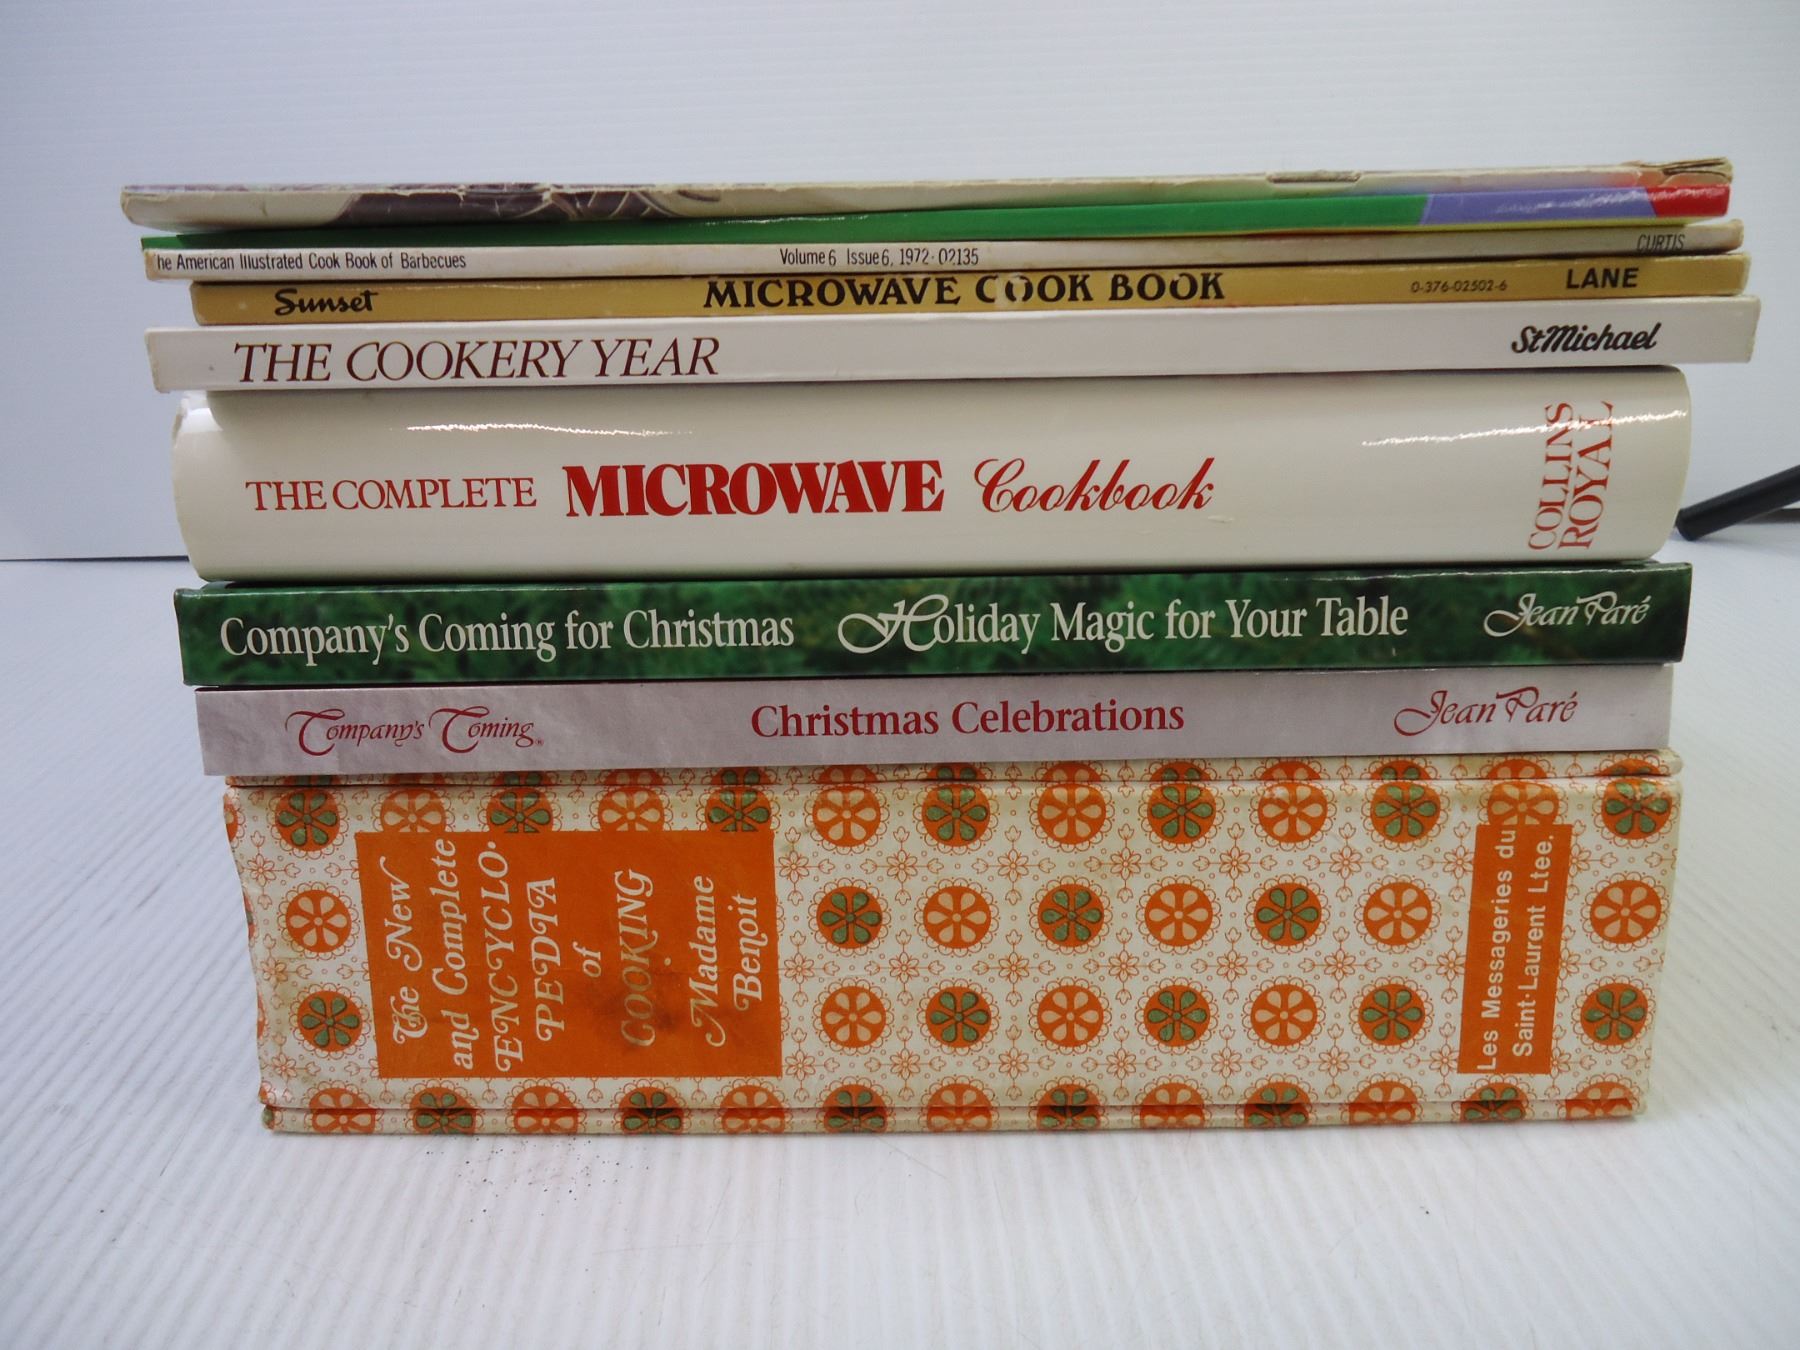 he American Illustrated Cook Book of Barbecues Volume 6 Issue 6, 1972-02135 CURTIS
Sunset MICROWAVE COOK BOOK 0-376-02502-6 LANE
THE COOKERY YEAR St Michael
THE COMPLETE MICROWAVE Cookbook
COLLINS
ROYAL
Company's Coming for Christmas Holiday Magic for Your Table Jean Paré
Company's Coming® Christmas Celebrations Jean Paré
The New
and Complete
ENCYCLO-
PEDIA
of
COOKING
Madame
Benoit
Les Messageries du
Saint-Laurent Ltee.